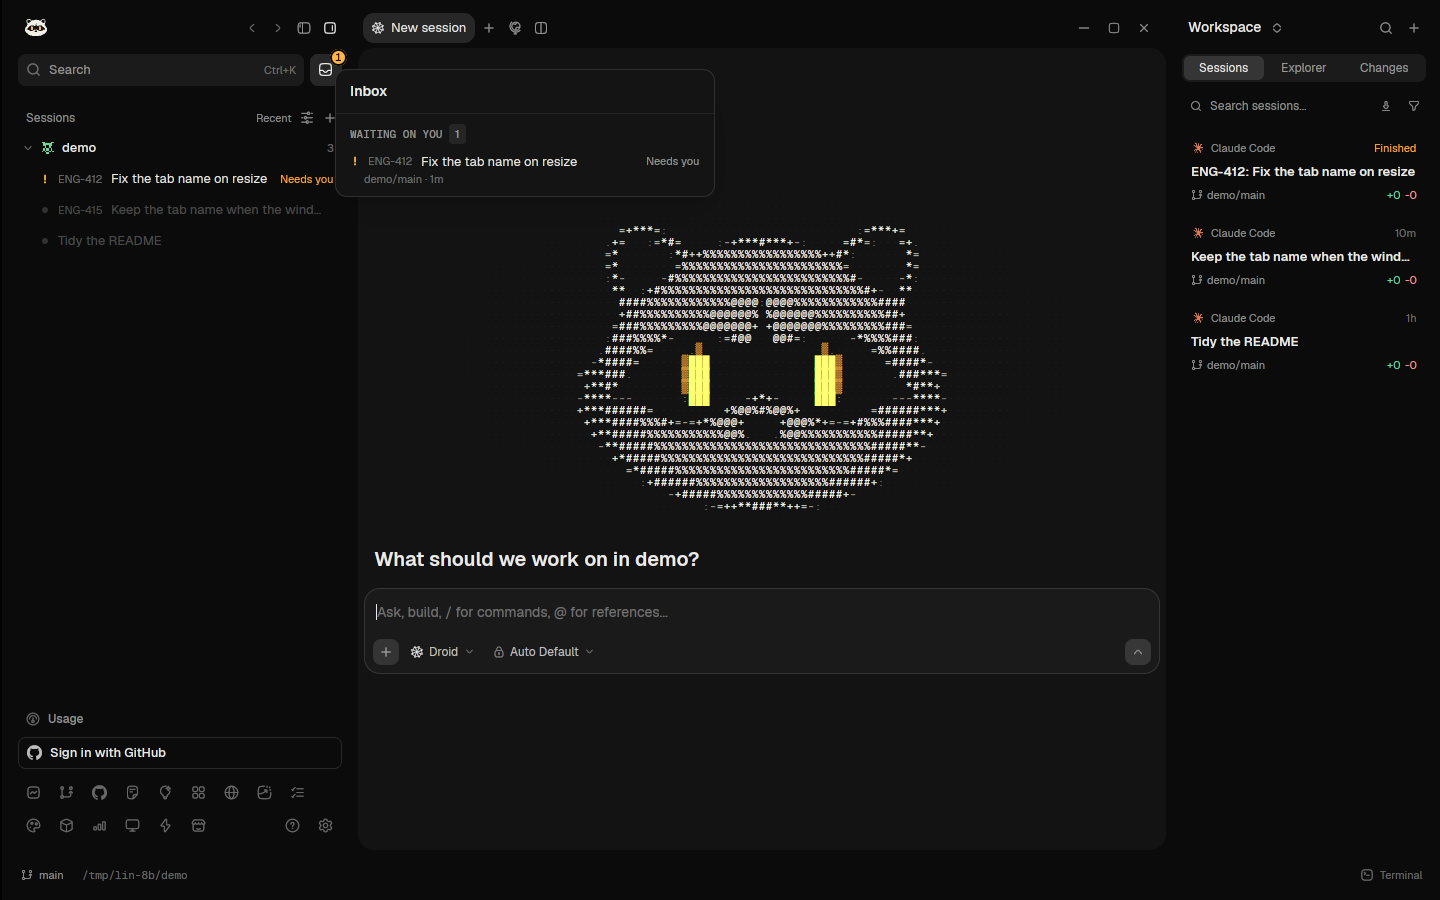 New session
Workspace
Search
Ctrl+K
1
Sessions
Explorer
Changes
Inbox
Search sessions...
Sessions
Recent
WAITING ON YOU 1
demo
3
! ENG-412 Fix the tab name on resize Needs you
demo/main · 1m
! ENG-412 Fix the tab name on resize Needs you
ENG-415 Keep the tab name when the wind...
Tidy the README
Claude Code Finished
ENG-412: Fix the tab name on resize
demo/main +0 -0
Claude Code 10m
Keep the tab name when the wind...
demo/main +0 -0
Claude Code 1h
Tidy the README
demo/main +0 -0
What should we work on in demo?
Ask, build, / for commands, @ for references...
Droid
Auto Default
Usage
Sign in with GitHub
main
/tmp/lin-8b/demo
Terminal